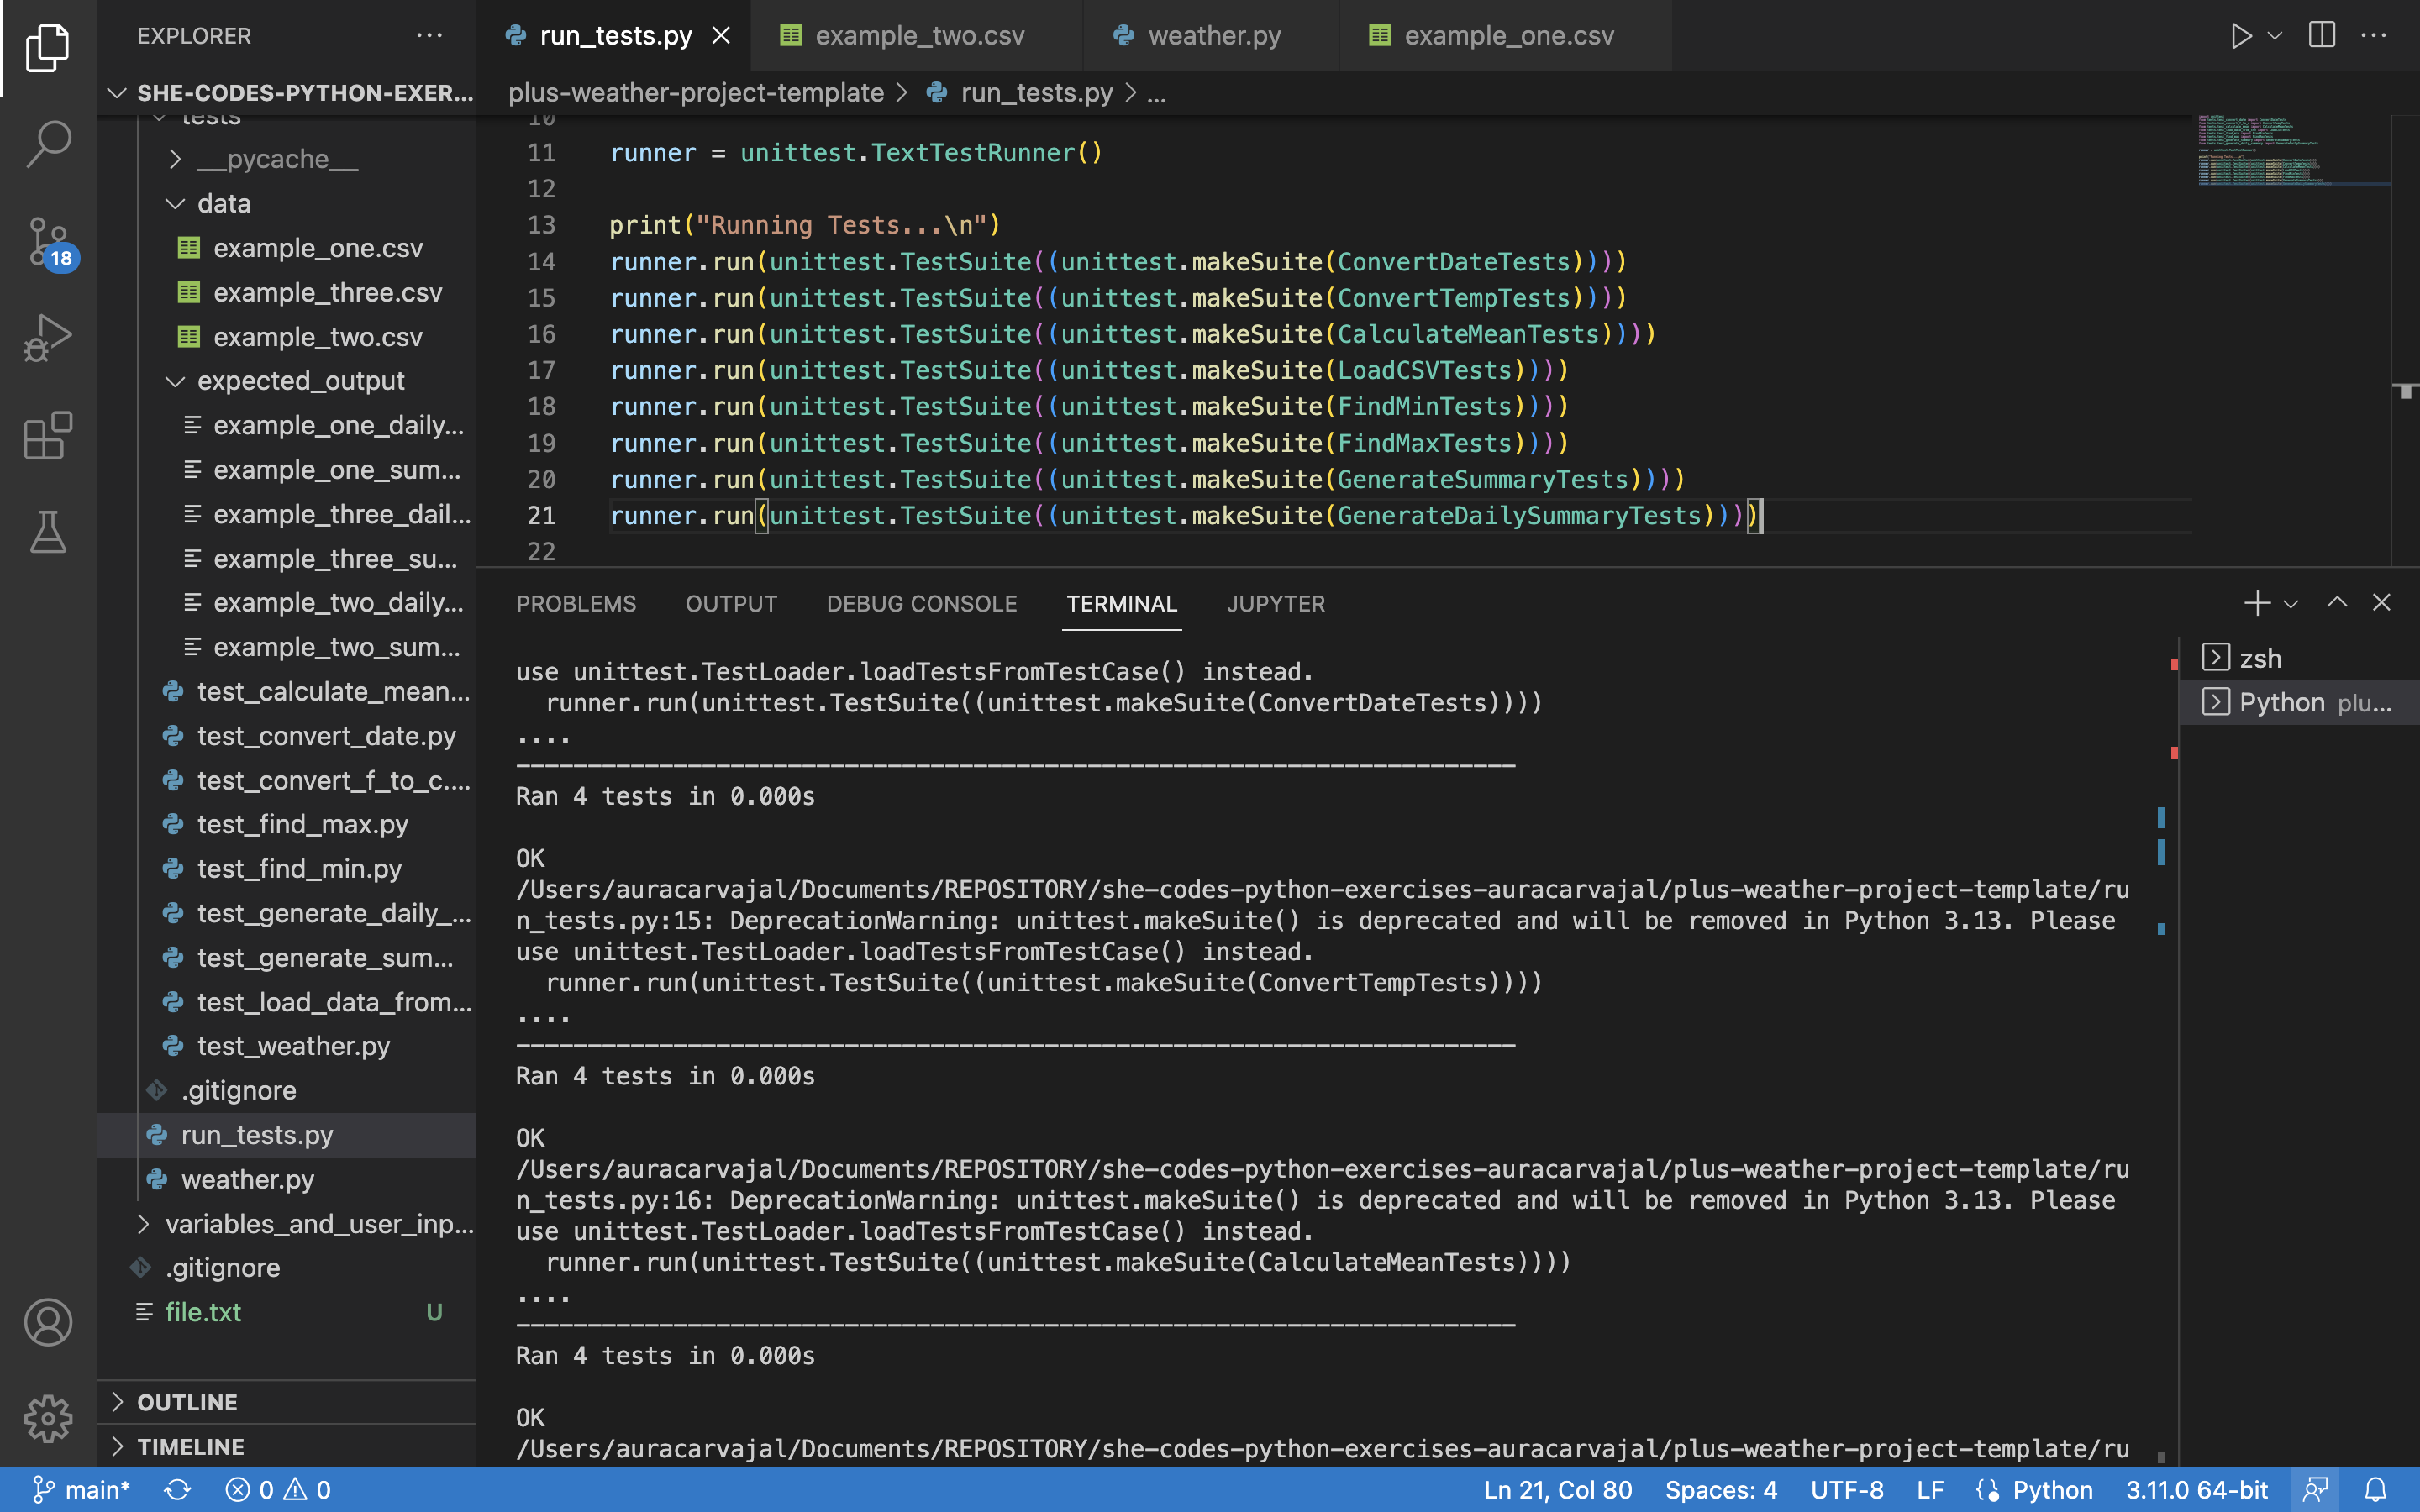 EXPLORER
SHE-CODES-PYTHON-EXER...
tests
__pycache__
data
example_one.csv
example_three.csv
example_two.csv
expected_output
example_one_daily...
example_one_sum...
example_three_dail...
example_three_su...
example_two_daily...
example_two_sum...
test_calculate_mean...
test_convert_date.py
test_convert_f_to_c....
test_find_max.py
test_find_min.py
test_generate_daily_...
test_generate_sum...
test_load_data_from...
test_weather.py
.gitignore
run_tests.py
weather.py
variables_and_user_inp...
.gitignore
file.txt U
OUTLINE
TIMELINE
18
run_tests.py
example_two.csv
weather.py
example_one.csv
plus-weather-project-template > run_tests.py > ...
10
11 runner = unittest.TextTestRunner()
12
13 print("Running Tests...\n")
14 runner.run(unittest.TestSuite((unittest.makeSuite(ConvertDateTests))))
15 runner.run(unittest.TestSuite((unittest.makeSuite(ConvertTempTests))))
16 runner.run(unittest.TestSuite((unittest.makeSuite(CalculateMeanTests))))
17 runner.run(unittest.TestSuite((unittest.makeSuite(LoadCSVTests))))
18 runner.run(unittest.TestSuite((unittest.makeSuite(FindMinTests))))
19 runner.run(unittest.TestSuite((unittest.makeSuite(FindMaxTests))))
20 runner.run(unittest.TestSuite((unittest.makeSuite(GenerateSummaryTests))))
21 runner.run(unittest.TestSuite((unittest.makeSuite(GenerateDailySummaryTests))))
22
PROBLEMS OUTPUT DEBUG CONSOLE TERMINAL JUPYTER
use unittest.TestLoader.loadTestsFromTestCase() instead.
runner.run(unittest.TestSuite((unittest.makeSuite(ConvertDateTests))))
....
----------------------------------------------------------------------
Ran 4 tests in 0.000s
OK
/Users/auracarvajal/Documents/REPOSITORY/she-codes-python-exercises-auracarvajal/plus-weather-project-template/ru
n_tests.py:15: DeprecationWarning: unittest.makeSuite() is deprecated and will be removed in Python 3.13. Please
use unittest.TestLoader.loadTestsFromTestCase() instead.
runner.run(unittest.TestSuite((unittest.makeSuite(ConvertTempTests))))
....
----------------------------------------------------------------------
Ran 4 tests in 0.000s
OK
/Users/auracarvajal/Documents/REPOSITORY/she-codes-python-exercises-auracarvajal/plus-weather-project-template/ru
n_tests.py:16: DeprecationWarning: unittest.makeSuite() is deprecated and will be removed in Python 3.13. Please
use unittest.TestLoader.loadTestsFromTestCase() instead.
runner.run(unittest.TestSuite((unittest.makeSuite(CalculateMeanTests))))
....
----------------------------------------------------------------------
Ran 4 tests in 0.000s
OK
/Users/auracarvajal/Documents/REPOSITORY/she-codes-python-exercises-auracarvajal/plus-weather-project-template/ru
zsh
Python plu...
main* 0 0 Ln 21, Col 80 Spaces: 4 UTF-8 LF Python 3.11.0 64-bit